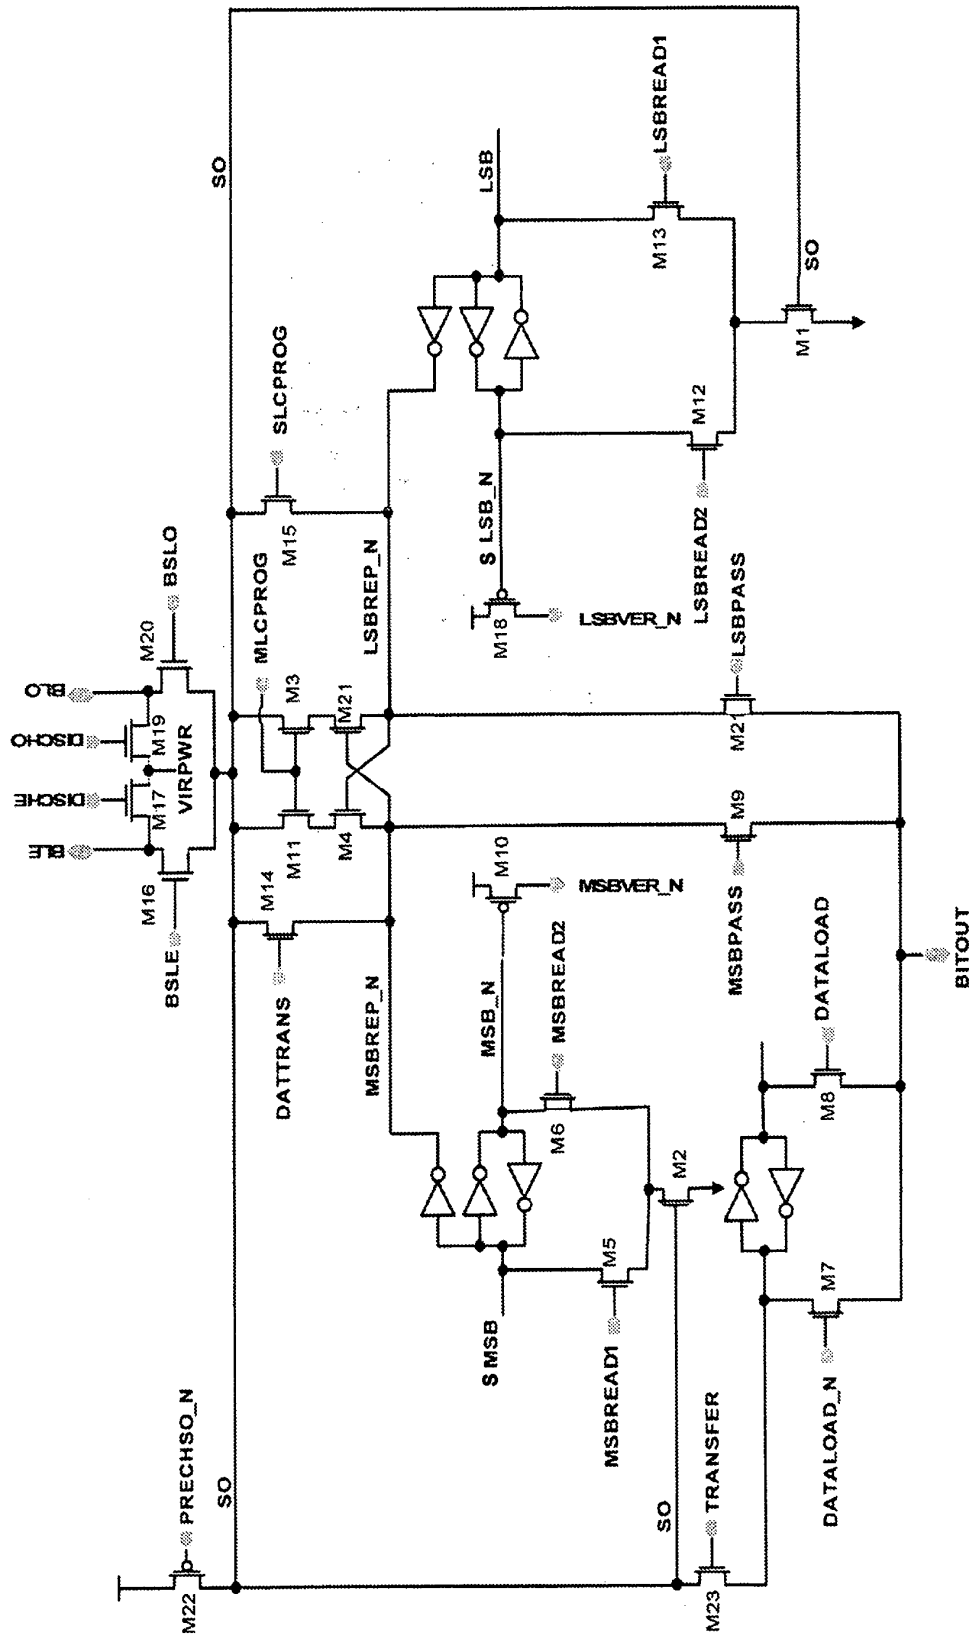 BLE
DISCHE
DISCHO
BLO
BSLE
M16
M17
M19
VIRPWR
M20
BSLO
SO
SO
PRECHSO_N
M22
DATTRANS
M14
M11
M3
MLCPROG
M4
M21
M15
SLCPROG
MSBREP_N
LSBREP_N
S MSB
MSB_N
M10
MSBVER_N
MSBREAD2
M6
M5
MSBREAD1
M2
SO
S LSB_N
M18
LSBVER_N
LSB
M13
LSBREAD1
M12
LSBREAD2
M1
SO
TRANSFER
M23
MSBPASS
M9
M21
LSBPASS
DATALOAD_N
M7
M8
DATALOAD
BITOUT